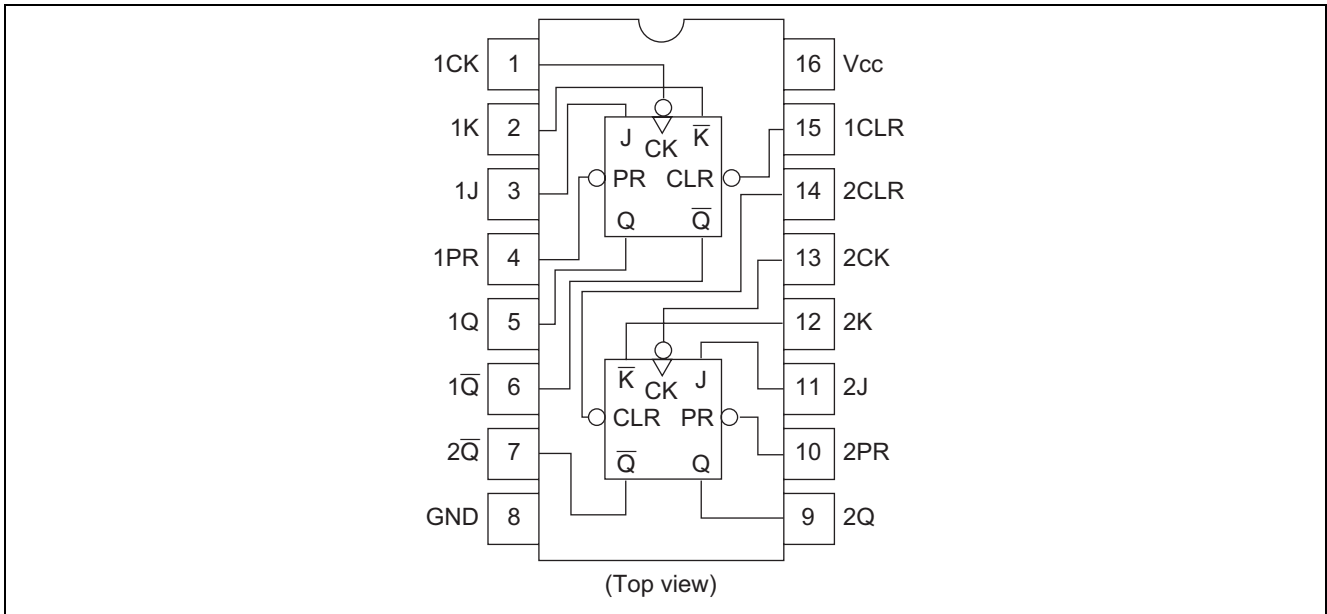 1CK 1
16 Vcc
1K 2
15 1CLR
J K̅
CK
1J 3
PR CLR
14 2CLR
Q Q̅
1PR 4
13 2CK
1Q 5
12 2K
1Q̅ 6
K̅ J
CK
11 2J
CLR PR
2Q̅ 7
Q̅ Q
10 2PR
GND 8
9 2Q
(Top view)